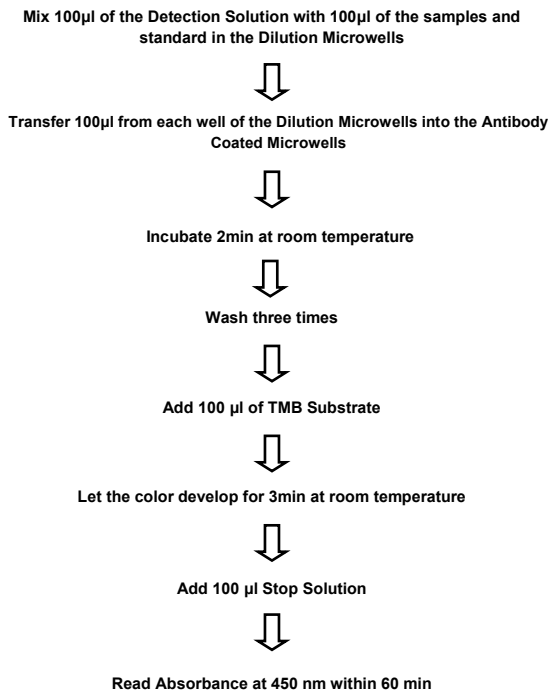 Mix 100µl of the Detection Solution with 100µl of the samples and
standard in the Dilution Microwells
Transfer 100µl from each well of the Dilution Microwells into the Antibody
Coated Microwells
Incubate 2min at room temperature
Wash three times
Add 100 µl of TMB Substrate
Let the color develop for 3min at room temperature
Add 100 µl Stop Solution
Read Absorbance at 450 nm within 60 min